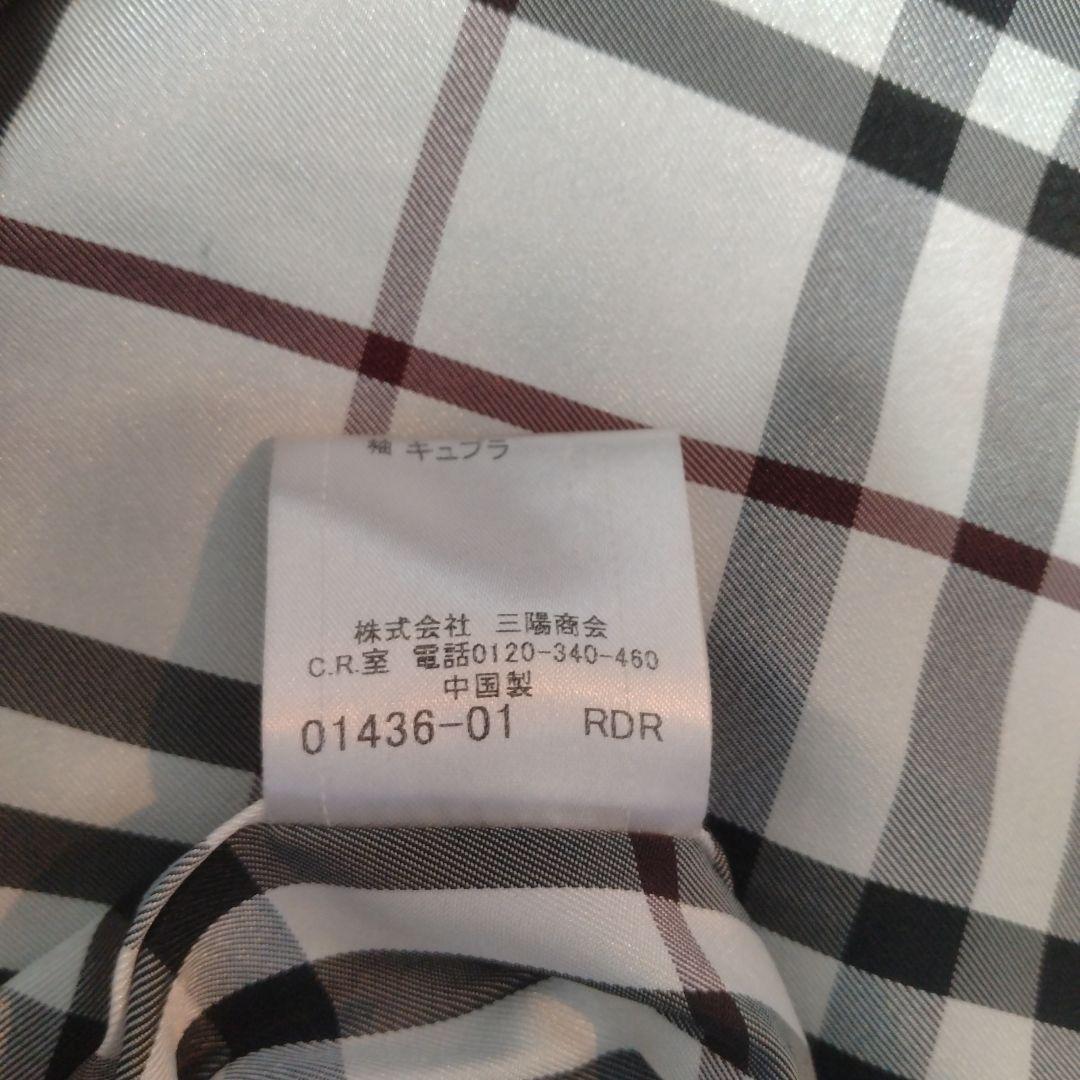 袖 キュプラ
株式会社 三陽商会
C.R.室 電話0120-340-460
中国製
01436-01 RDR